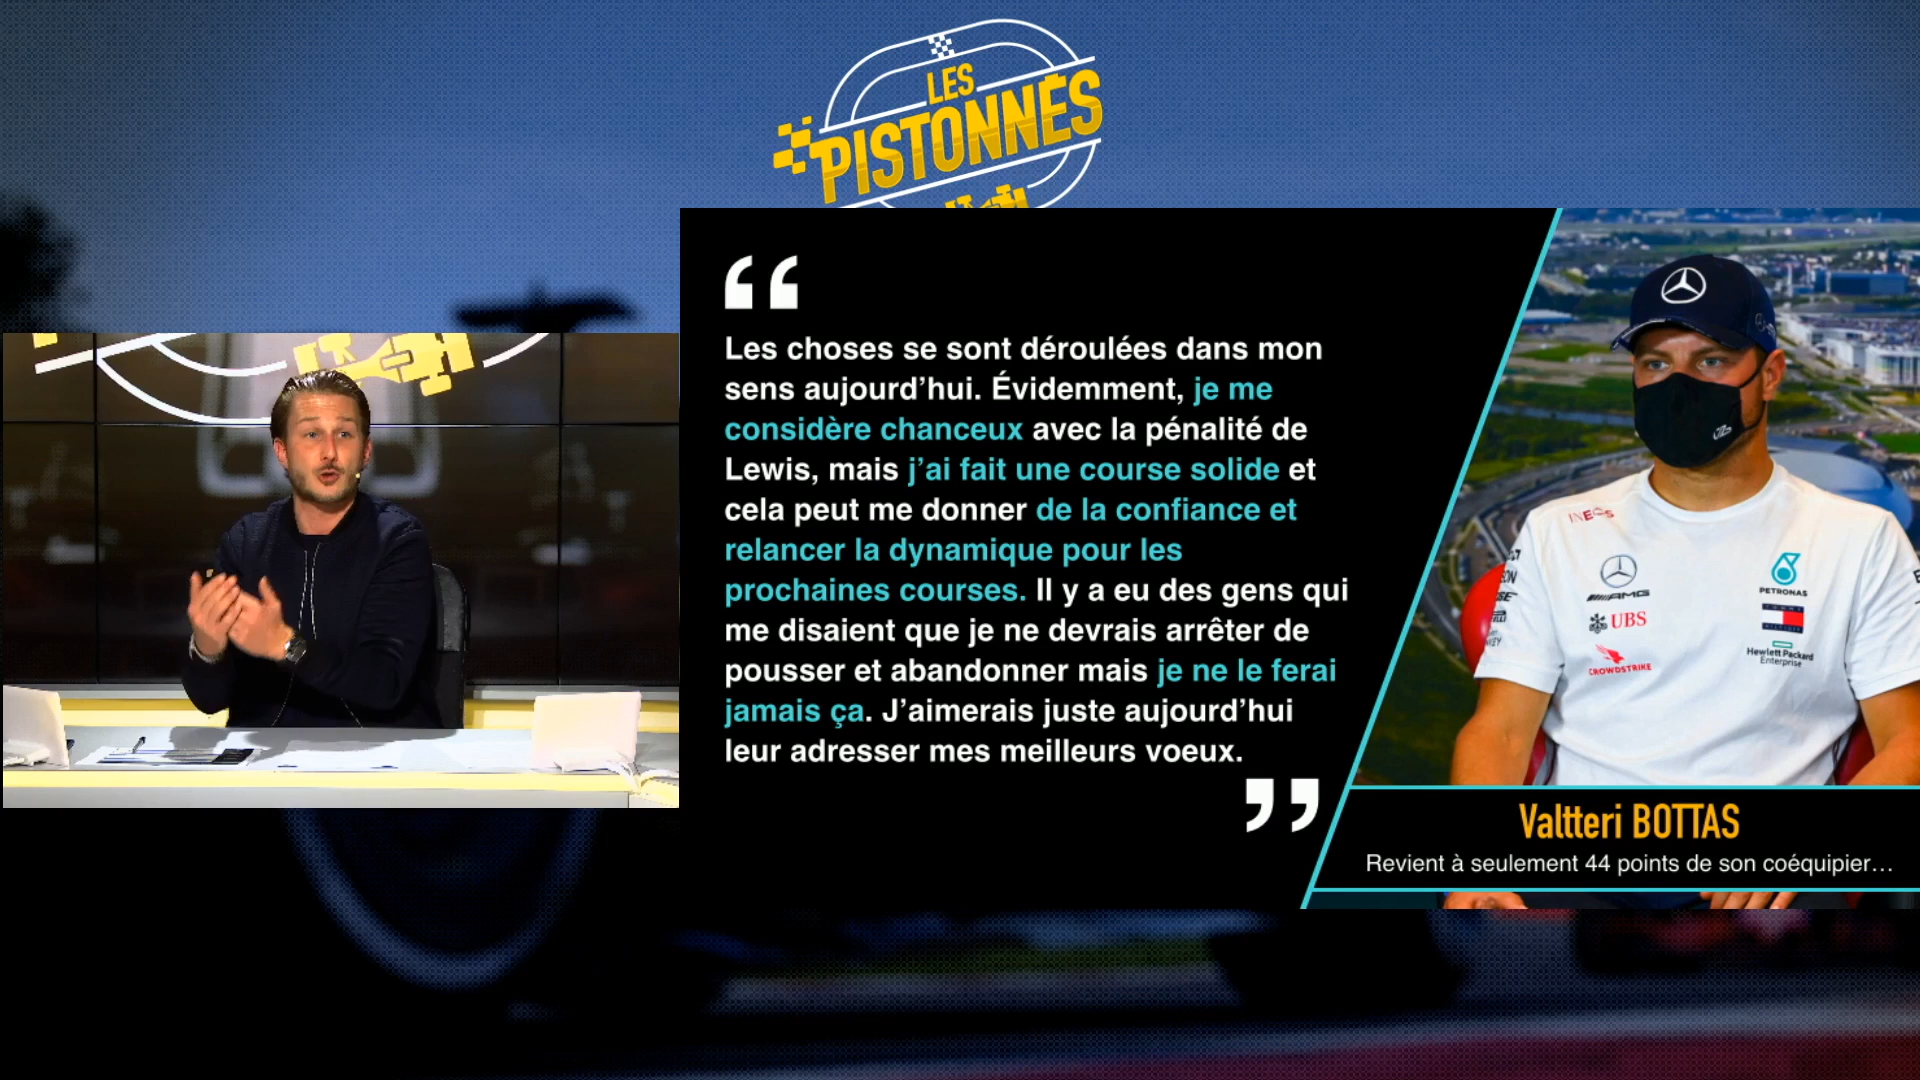 LES
PISTONNÉS
“
Les choses se sont déroulées dans mon
sens aujourd’hui. Évidemment, je me
considère chanceux avec la pénalité de
Lewis, mais j’ai fait une course solide et
cela peut me donner de la confiance et
relancer la dynamique pour les
prochaines courses. Il y a eu des gens qui
me disaient que je ne devrais arrêter de
pousser et abandonner mais je ne le ferai
jamais ça. J’aimerais juste aujourd’hui
leur adresser mes meilleurs voeux.
”
INEOS
AMG
UBS
CROWDSTRIKE
PETRONAS
Hewlett Packard
Enterprise
Valtteri BOTTAS
Revient à seulement 44 points de son coéquipier…